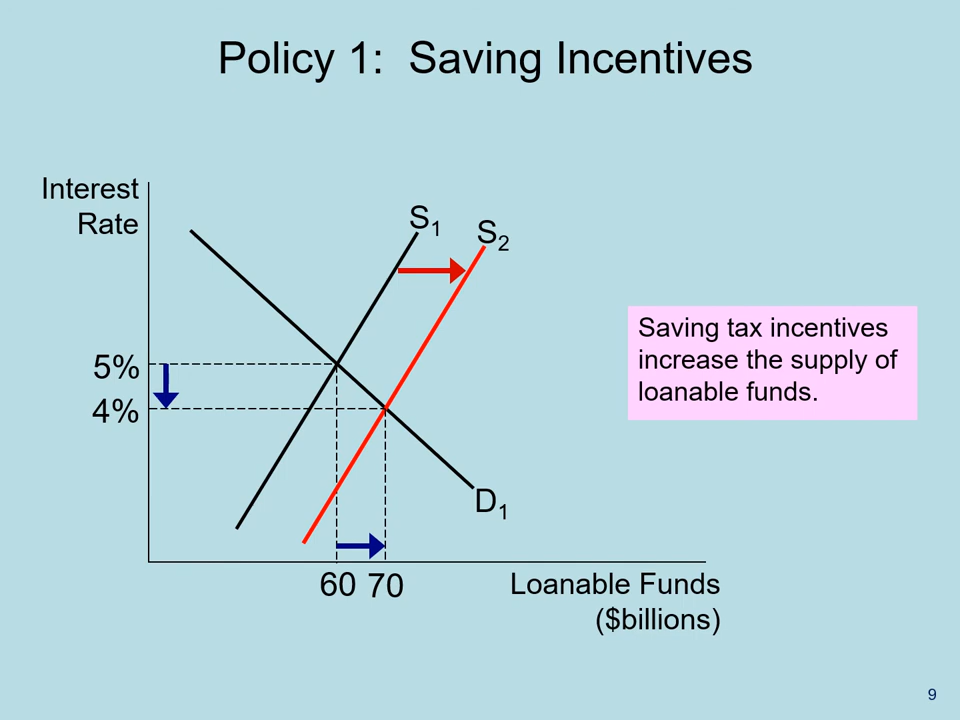 Policy 1:  Saving Incentives
Interest
Rate
S1
S2
5%
4%
Saving tax incentives
increase the supply of
loanable funds.
D1
60 70
Loanable Funds
($billions)
9